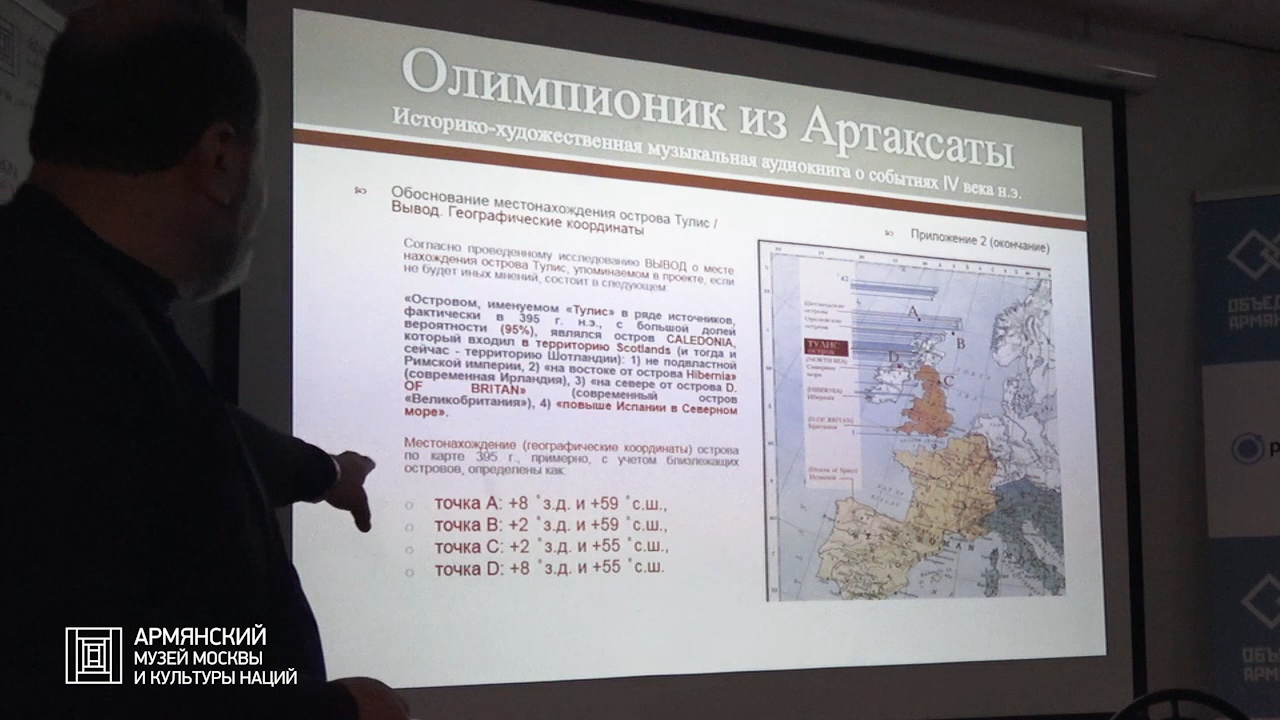 Олимпионик из Артаксаты
Историко-художественная музыкальная аудиокнига о событиях IV века н.э.
Обоснование местонахождения острова Тулис /
Вывод. Географические координаты
Согласно проведенному исследованию ВЫВОД о месте
нахождения острова Тулис, упоминаемом в проекте, если
не будет иных мнений, состоит в следующем:
«Островом, именуемом «Тулис» в ряде источников,
фактически в 395 г. н.э., с большой долей
вероятности (95%), являлся остров CALEDONIA,
который входил в территорию Scotlands (и тогда и
сейчас - территорию Шотландии): 1) не подвластной
Римской империи, 2) «на востоке от острова Hibernia»
(современная Ирландия), 3) «на севере от острова D.
OF BRITAN» (современный остров
«Великобритания»), 4) «повыше Испании в Северном
море».
Местонахождение (географические координаты) острова
по карте 395 г., примерно, с учетом близлежащих
островов, определены как:
точка А: +8 ˚з.д. и +59 ˚с.ш.,
точка В: +2 ˚з.д. и +59 ˚с.ш.,
точка С: +2 ˚з.д. и +55 ˚с.ш.,
точка D: +8 ˚з.д. и +55 ˚с.ш.
Приложение 2 (окончание)
A
B
ТУЛИС
остров
D
C
АРМЯНСКИЙ
МУЗЕЙ МОСКВЫ
И КУЛЬТУРЫ НАЦИЙ